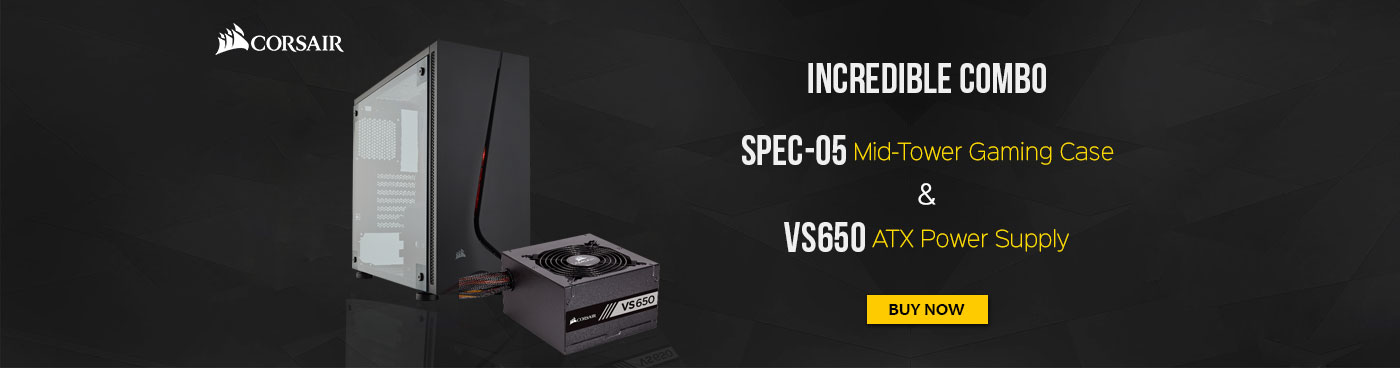 CORSAIR
INCREDIBLE COMBO
SPEC-05 Mid-Tower Gaming Case
&
VS650 ATX Power Supply
BUY NOW
CORSAIR
VS650